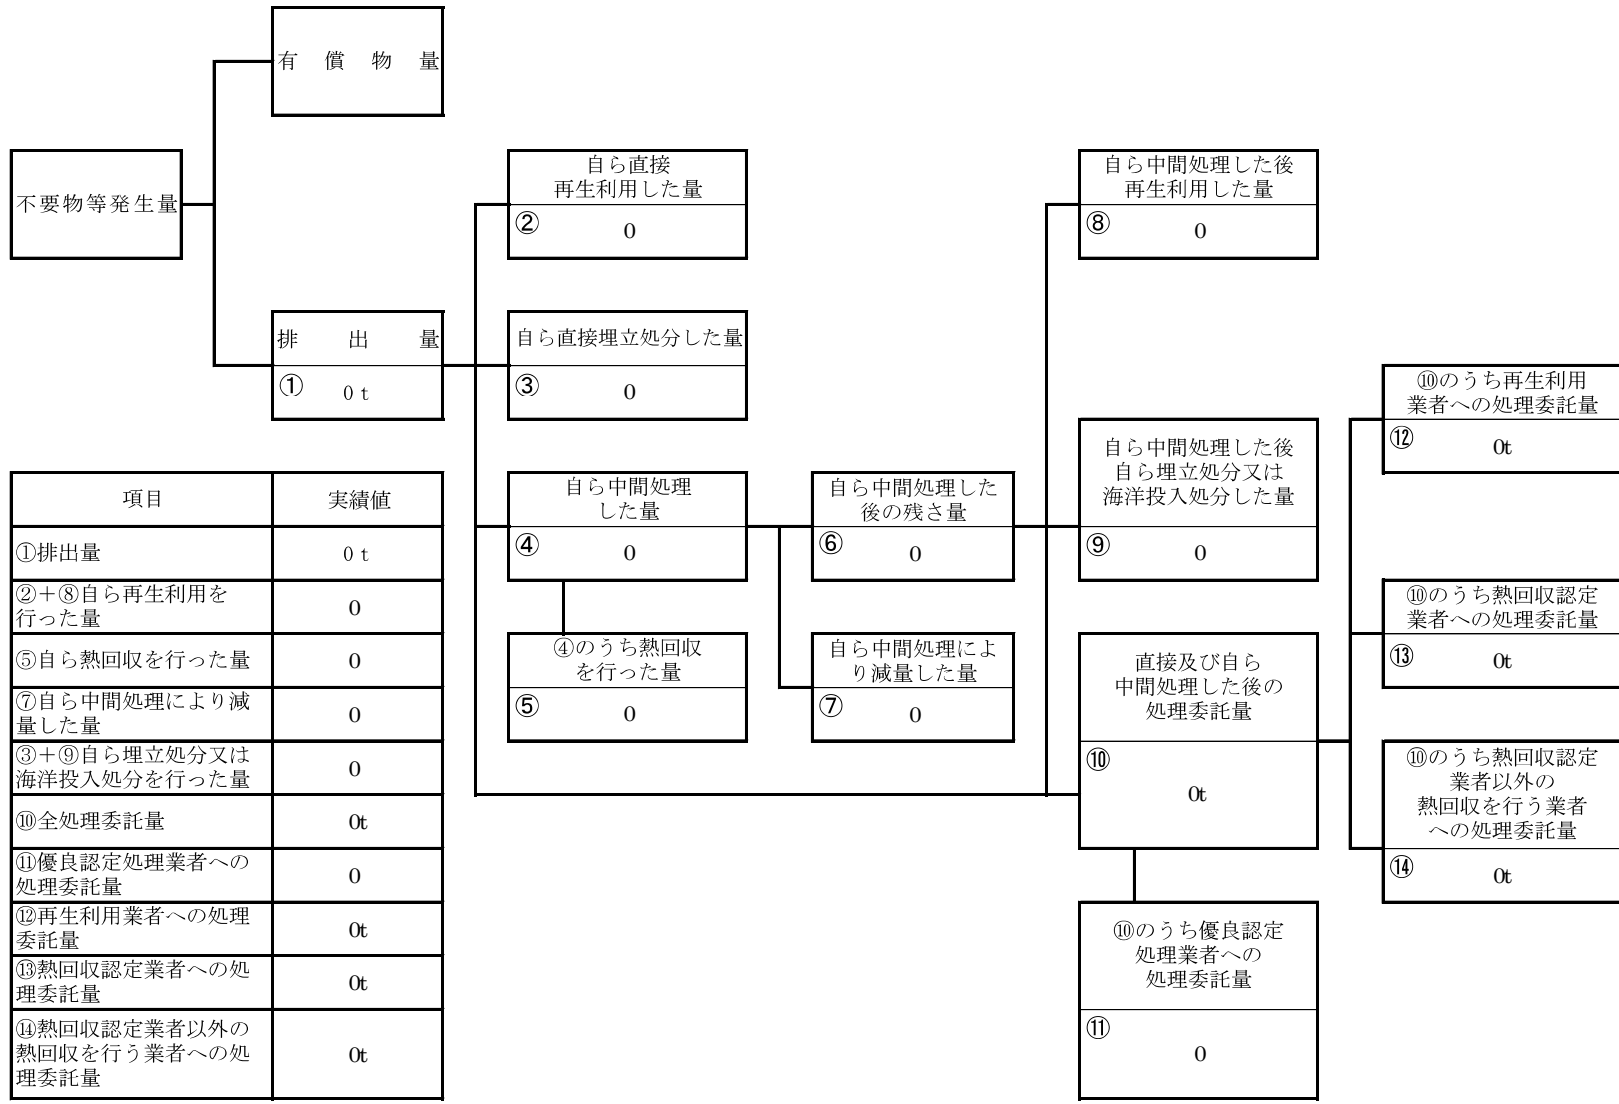 有償物量
不要物等発生量
排出量
① 0 t
自ら直接
再生利用した量
② 0
自ら直接埋立処分した量
③ 0
自ら中間処理
した量
④ 0
④のうち熱回収
を行った量
⑤ 0
自ら中間処理した
後の残さ量
⑥ 0
自ら中間処理によ
り減量した量
⑦ 0
自ら中間処理した後
再生利用した量
⑧ 0
自ら中間処理した後
自ら埋立処分又は
海洋投入処分した量
⑨ 0
直接及び自ら
中間処理した後の
処理委託量
⑩
0t
⑩のうち優良認定
処理業者への
処理委託量
⑪
0
⑩のうち再生利用
業者への処理委託量
⑫ 0t
⑩のうち熱回収認定
業者への処理委託量
⑬ 0t
⑩のうち熱回収認定
業者以外の
熱回収を行う業者
への処理委託量
⑭ 0t
項目 実績値
①排出量 0 t
②+⑧自ら再生利用を
行った量 0
⑤自ら熱回収を行った量 0
⑦自ら中間処理により減
量した量 0
③+⑨自ら埋立処分又は
海洋投入処分を行った量 0
⑩全処理委託量 0t
⑪優良認定処理業者への
処理委託量 0
⑫再生利用業者への処理
委託量 0t
⑬熱回収認定業者への処
理委託量 0t
⑭熱回収認定業者以外の
熱回収を行う業者への処 0t
理委託量